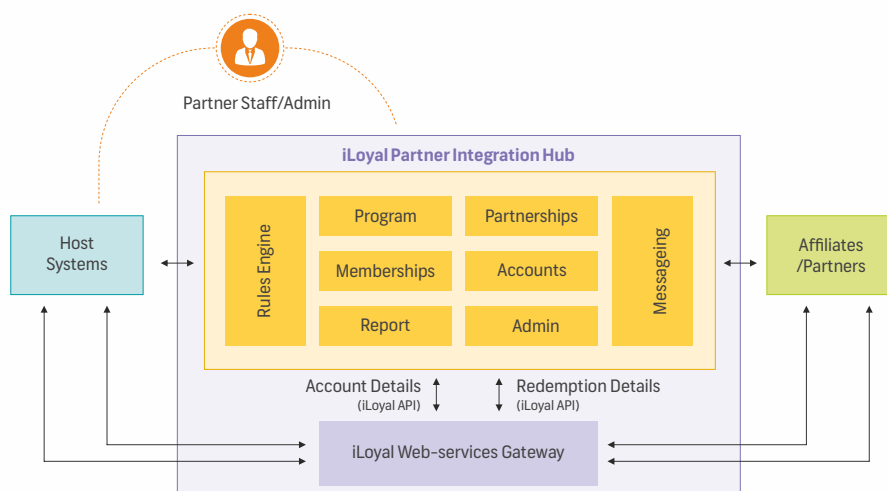 Partner Staff/Admin
iLoyal Partner Integration Hub
Host
Systems
Rules Engine
Program
Partnerships
Memberships
Accounts
Report
Admin
Messageing
Affiliates
/Partners
Account Details
(iLoyal API)
Redemption Details
(iLoyal API)
iLoyal Web-services Gateway